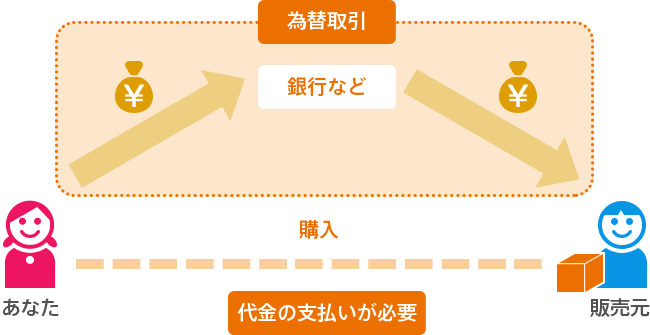 為替取引
銀行など
¥
¥
購入
あなた
販売元
代金の支払いが必要